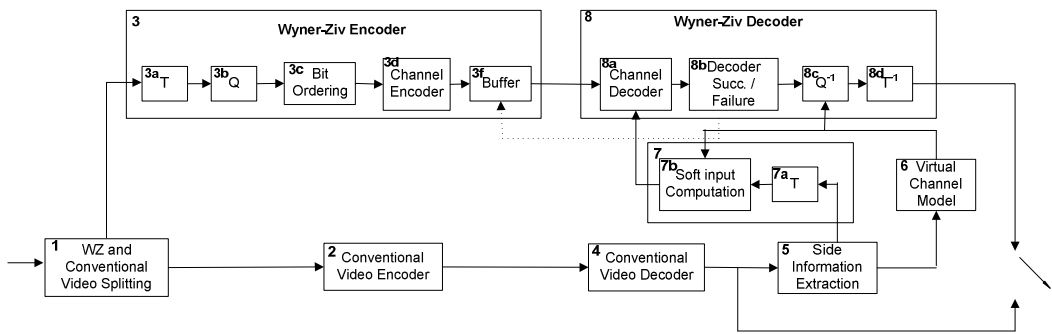 3
Wyner-Ziv Encoder
3a
T
3b
Q
3c
Bit
Ordering
3d
Channel
Encoder
3f
Buffer
8
Wyner-Ziv Decoder
8a
Channel
Decoder
8b
Decoder
Succ. /
Failure
8c
Q⁻¹
8d
T⁻¹
7
7b
Soft input
Computation
7a
T
6
Virtual
Channel
Model
1
WZ and
Conventional
Video Splitting
2
Conventional
Video Encoder
4
Conventional
Video Decoder
5
Side
Information
Extraction